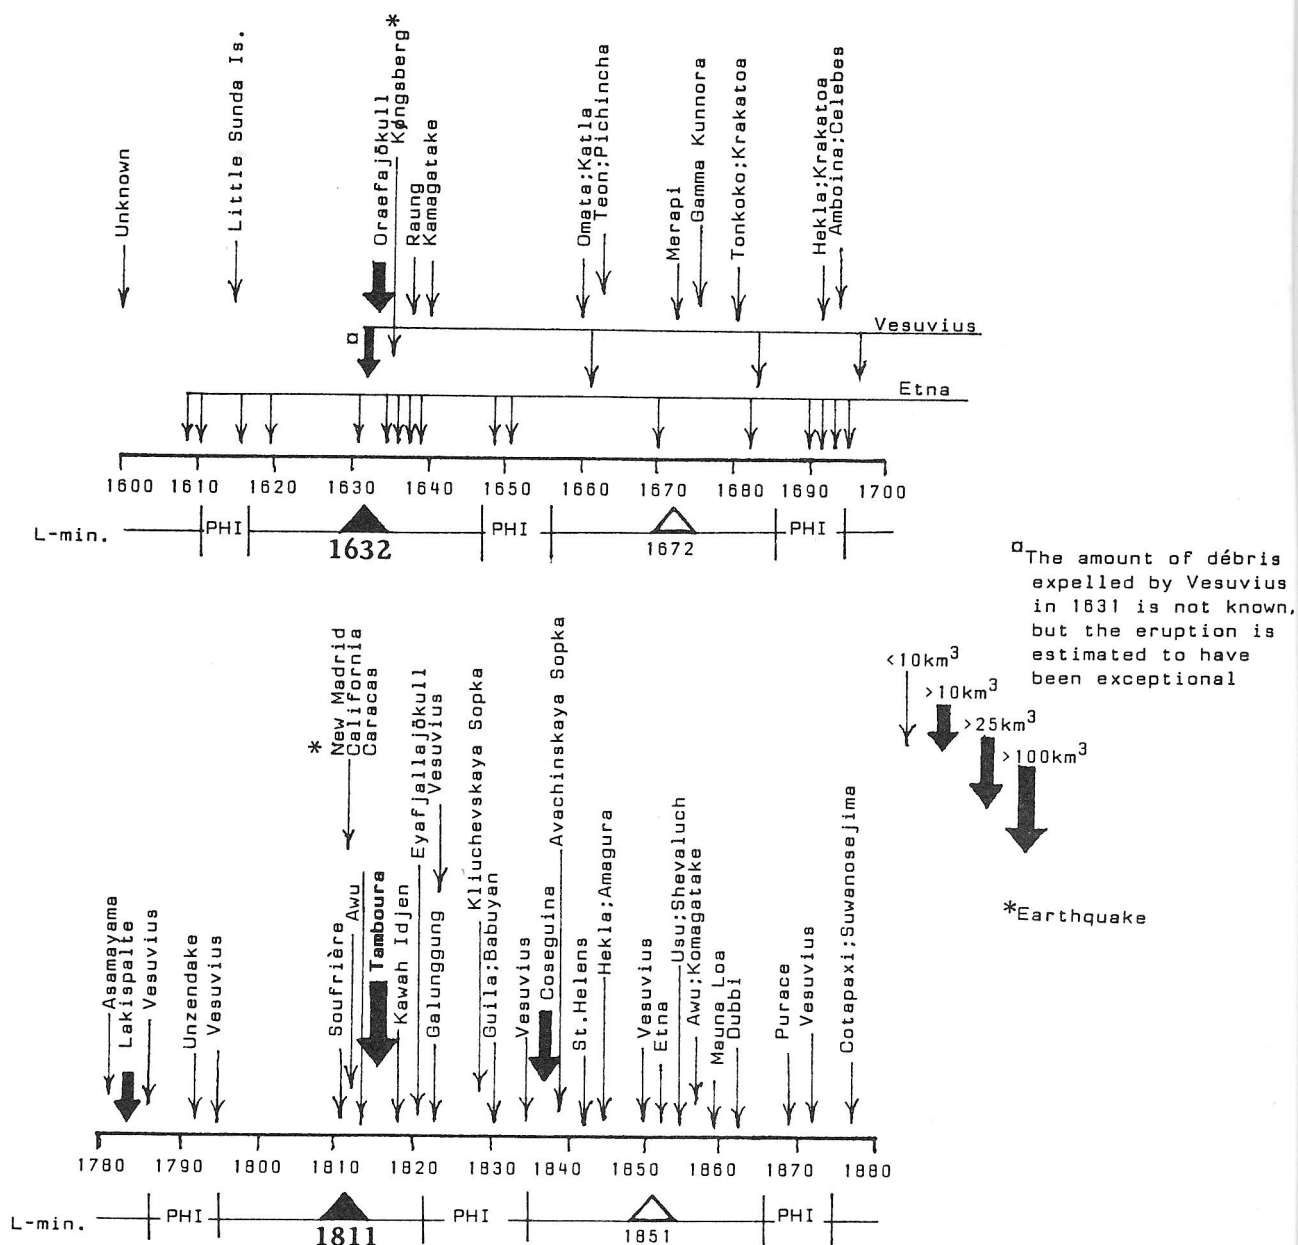 Unknown
Little Sunda Is.
Oraefajökull
Køngsberg*
Raung
Kamagatake
Omata;Katla
Teon;Pichincha
Merapi
Gamma Kunnora
Tonkoko;Krakatoa
Hekla;Krakatoa
Amboina;Celebes
Vesuvius
¤
Etna
1600 1610 1620 1630 1640 1650 1660 1670 1680 1690 1700
L-min. PHI PHI PHI
1632 1672
¤The amount of débris
expelled by Vesuvius
in 1631 is not known,
but the eruption is
estimated to have
been exceptional
<10km³
>10km³
>25km³
>100km³
*Earthquake
* New Madrid
California
Caracas
Asamayama
Lakispalte
Vesuvius
Unzendake
Vesuvius
Soufrière
Awu
Tamboura
Kawah Idjen
Eyafjallajökull
Vesuvius
Galunggung
Kliuchevskaya Sopka
Guila;Babuyan
Vesuvius
Coseguina
Avachinskaya Sopka
St.Helens
Hekla;Amagura
Vesuvius
Etna
Usu;Shevaluch
Awu;Komagatake
Mauna Loa
Dubbi
Purace
Vesuvius
Cotapaxi;Suwanosejima
1780 1790 1800 1810 1820 1830 1840 1850 1860 1870 1880
L-min. PHI PHI PHI
1811 1851